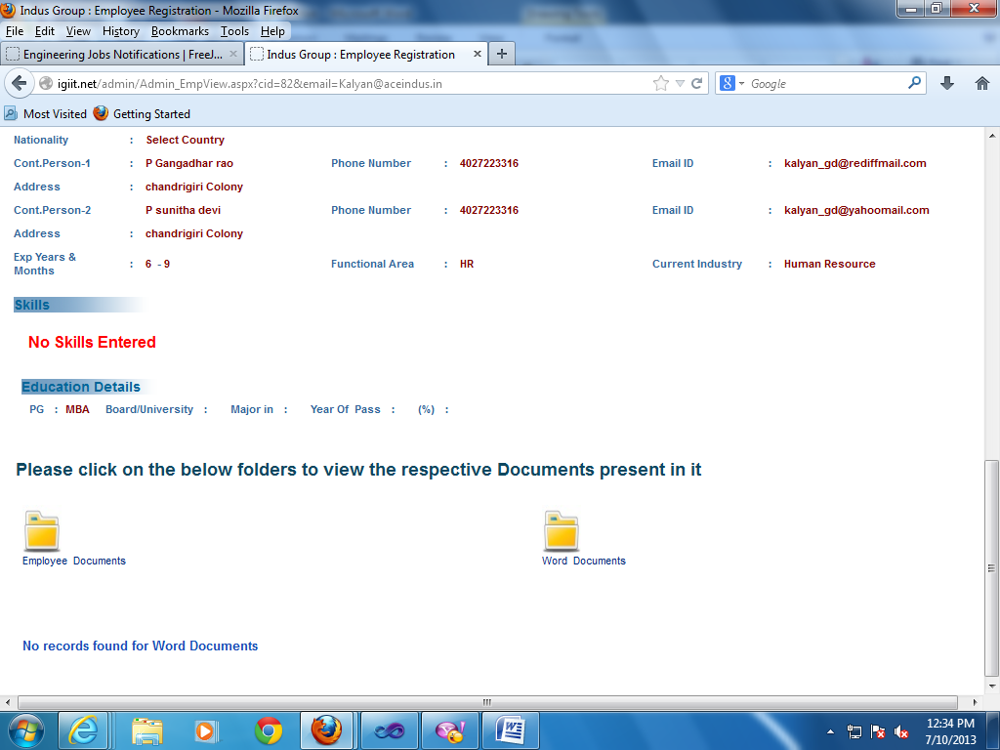 Indus Group : Employee Registration - Mozilla Firefox
File Edit View History Bookmarks Tools Help
Engineering Jobs Notifications | FreeJ... × Indus Group : Employee Registration × +
igiit.net/admin/Admin_EmpView.aspx?cid=82&email=Kalyan@aceindus.in 8 Google
Most Visited Getting Started
Nationality : Select Country
Cont.Person-1 : P Gangadhar rao Phone Number : 4027223316 Email ID : kalyan_gd@rediffmail.com
Address : chandrigiri Colony
Cont.Person-2 P sunitha devi Phone Number : 4027223316 Email ID : kalyan_gd@yahoomail.com
Address : chandrigiri Colony
Exp Years & Months : 6 - 9 Functional Area : HR Current Industry : Human Resource
Skills
No Skills Entered
Education Details
PG : MBA Board/University : Major in : Year Of Pass : (%) :
Please click on the below folders to view the respective Documents present in it
Employee Documents Word Documents
No records found for Word Documents
12:34 PM
7/10/2013